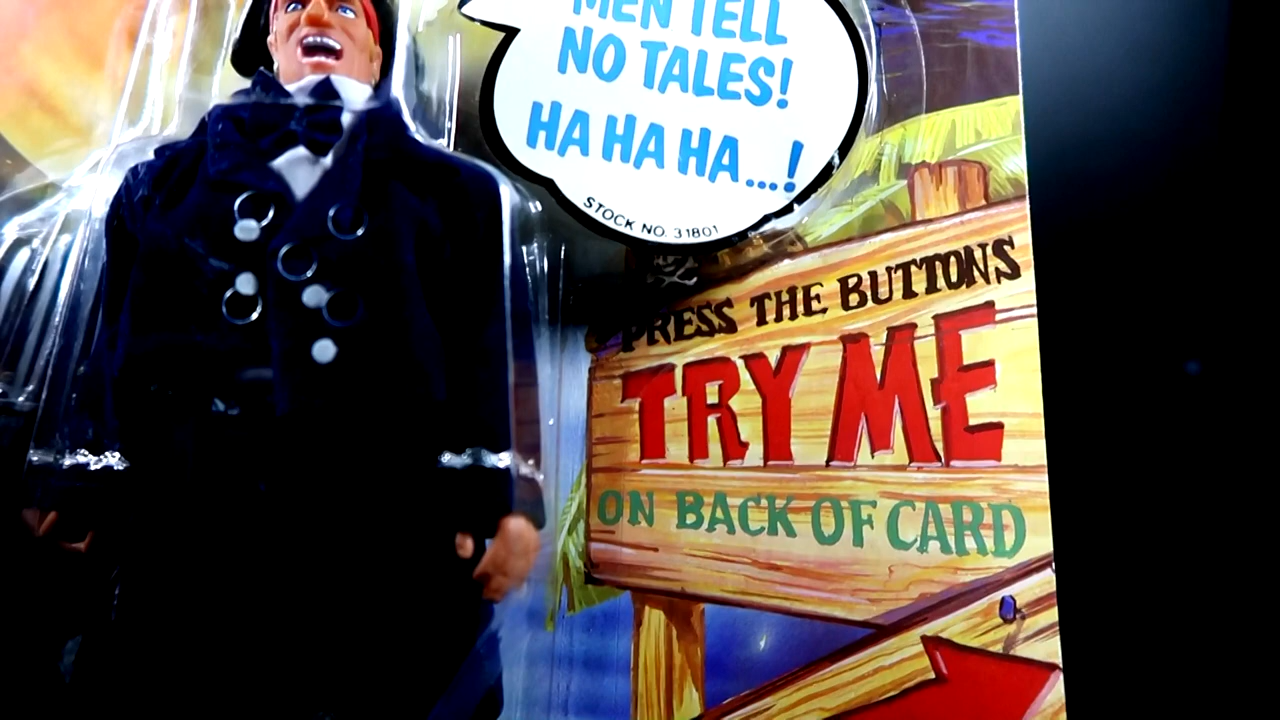 MEN TELL
NO TALES!
HA HA HA...!
STOCK NO. 31801
PRESS THE BUTTONS
TRY ME
ON BACK OF CARD